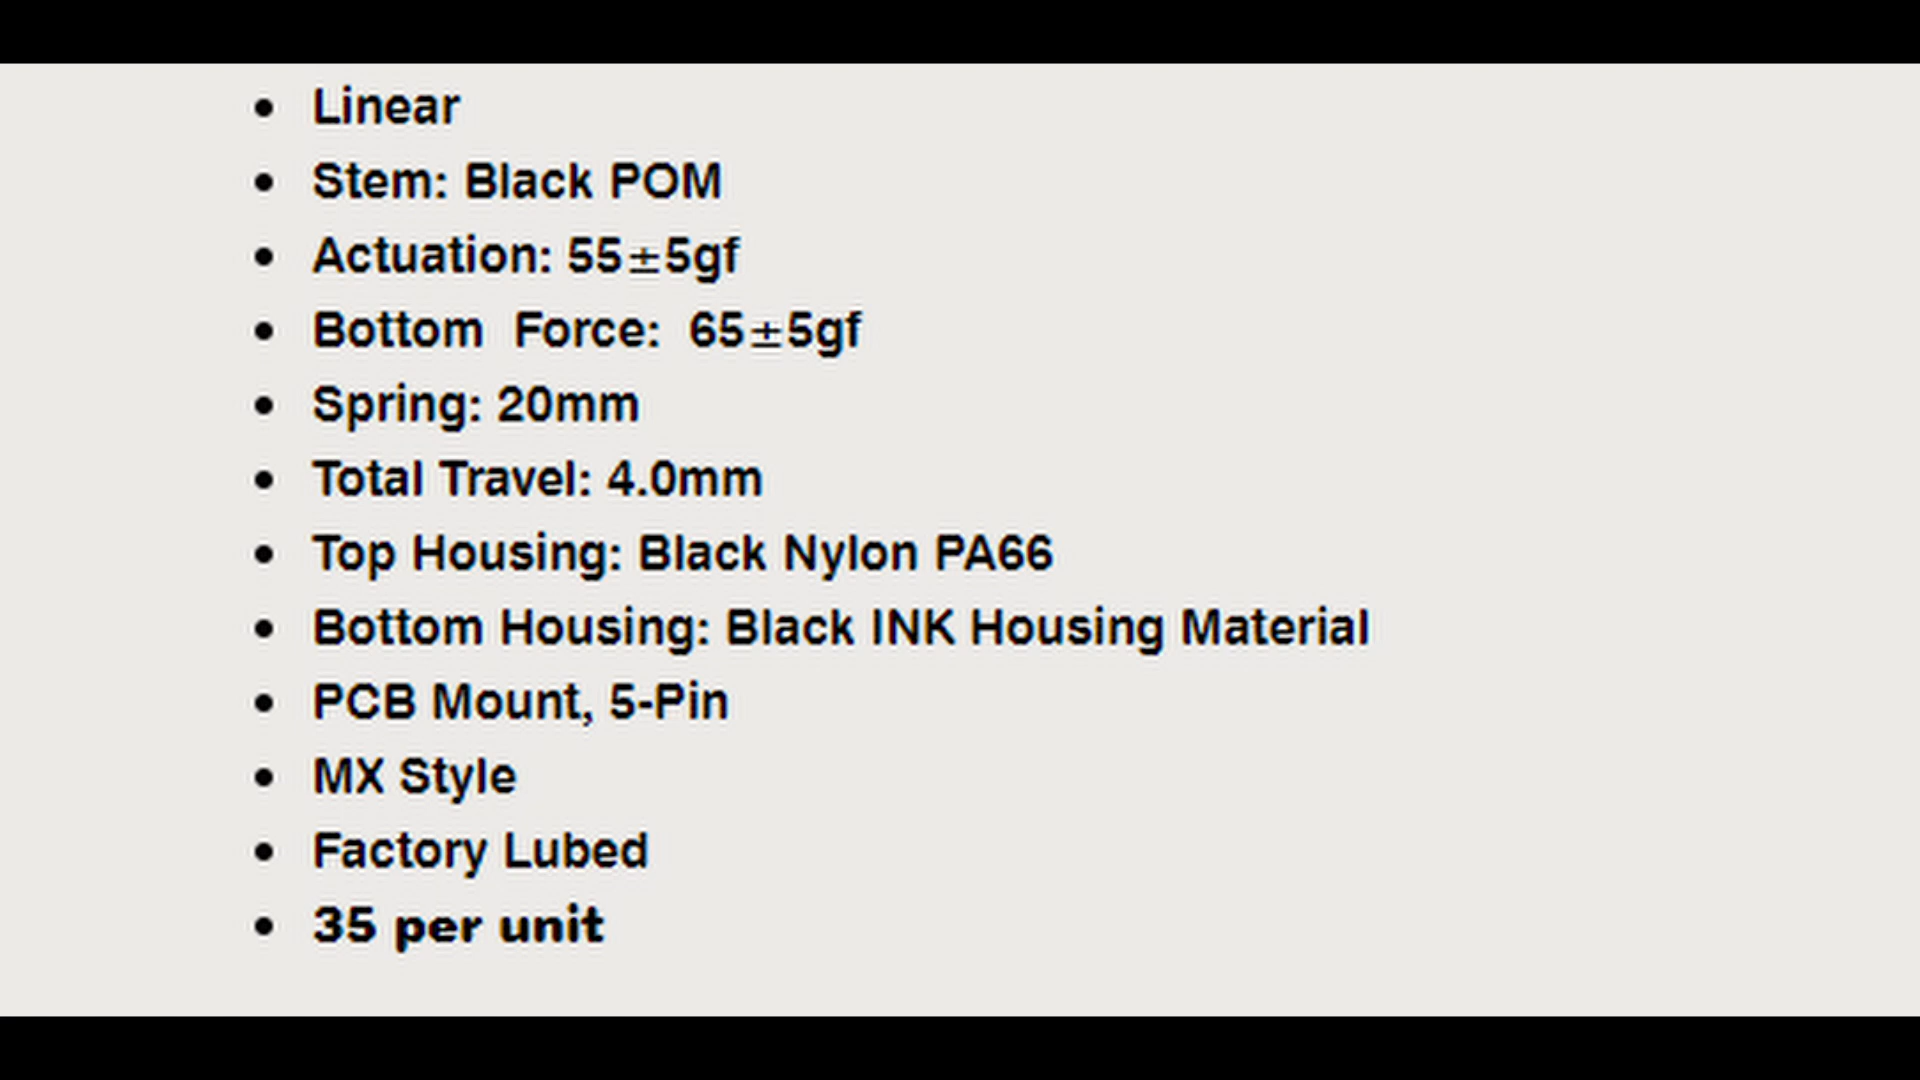 • Linear
• Stem: Black POM
• Actuation: 55±5gf
• Bottom  Force:  65±5gf
• Spring: 20mm
• Total Travel: 4.0mm
• Top Housing: Black Nylon PA66
• Bottom Housing: Black INK Housing Material
• PCB Mount, 5-Pin
• MX Style
• Factory Lubed
• 35 per unit